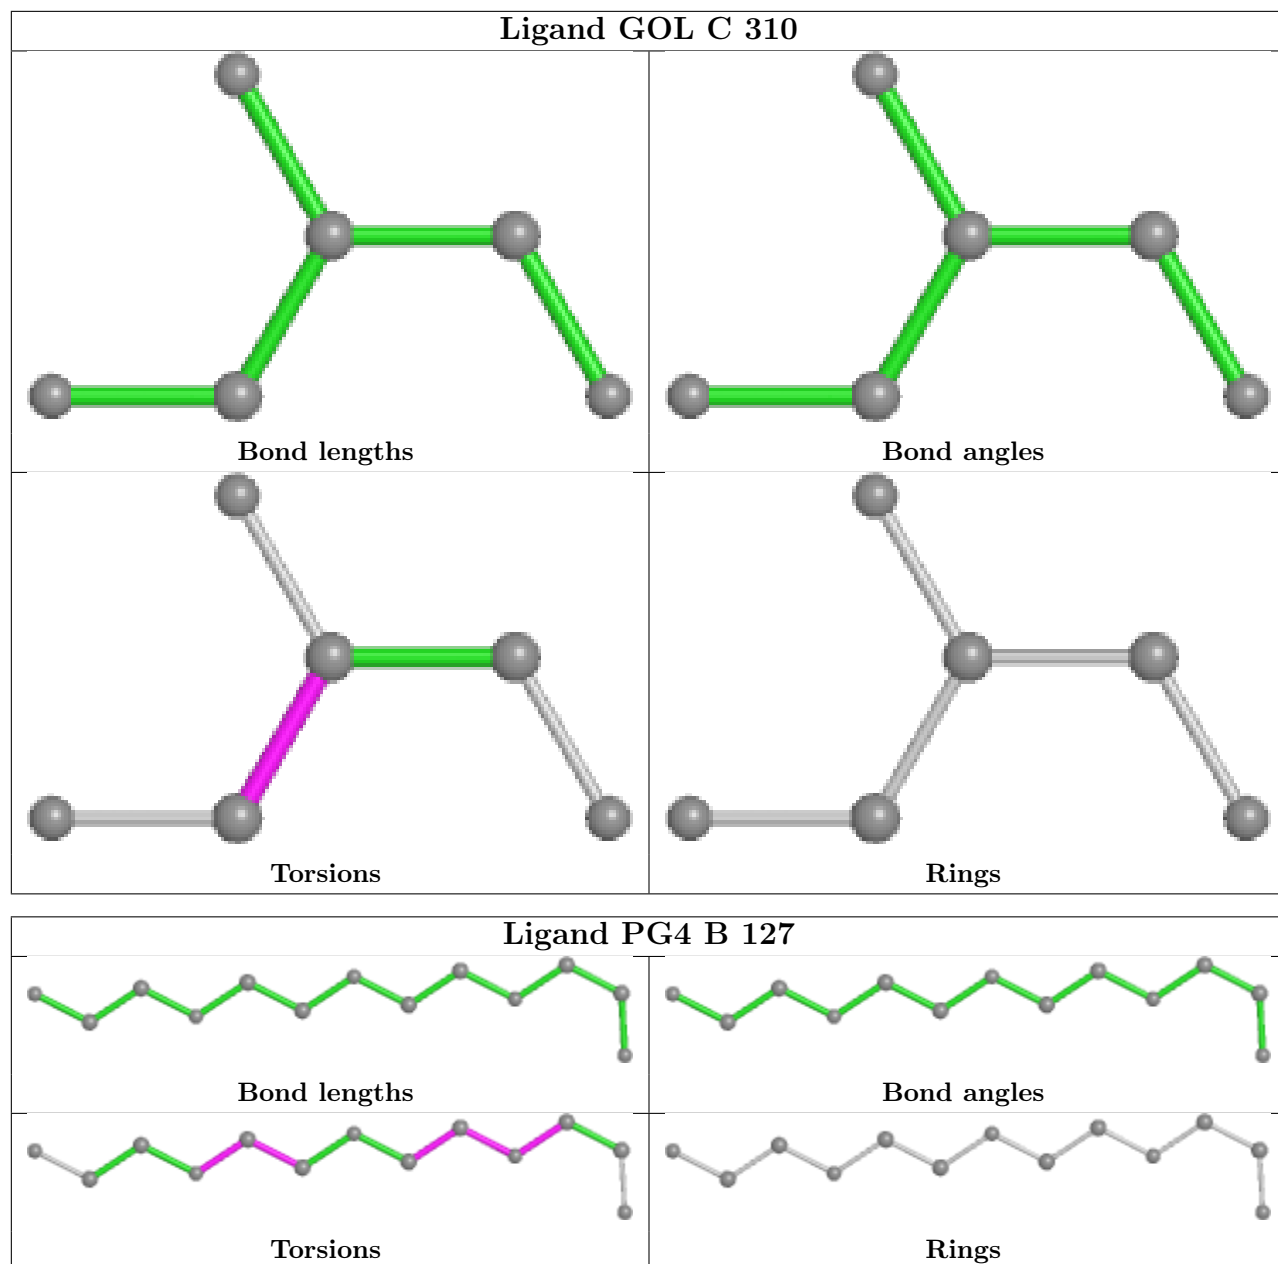 Ligand GOL C 310
Bond lengths
Bond angles
Torsions
Rings
Ligand PG4 B 127
Bond lengths
Bond angles
Torsions
Rings